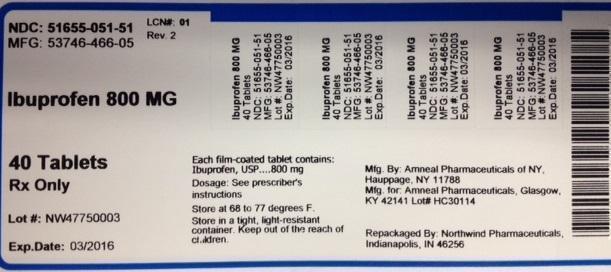 NDC: 51655-051-51
MFG: 53746-466-05
LCN#: 01
Rev. 2
Ibuprofen 800 MG
40 Tablets
Rx Only
Lot #: NW47750003
Exp.Date: 03/2016
Ibuprofen 800 MG
40 Tablets
NDC: 51655-051-51
MFG: 53746-466-05
Lot #: NW47750003
Exp.Date: 03/2016
Ibuprofen 800 MG
40 Tablets
NDC: 51655-051-51
MFG: 53746-466-05
Lot #: NW47750003
Exp.Date: 03/2016
Ibuprofen 800 MG
40 Tablets
NDC: 51655-051-51
MFG: 53746-466-05
Lot #: NW47750003
Exp.Date: 03/2016
Ibuprofen 800 MG
40 Tablets
NDC: 51655-051-51
MFG: 53746-466-05
Lot #: NW47750003
Exp.Date: 03/2016
Each film-coated tablet contains:
Ibuprofen, USP....800 mg
Dosage: See prescriber's
instructions
Store at 68 to 77 degrees F.
Store in a tight, light-resistant
container. Keep out of the reach of
children.
Mfg. By: Amneal Pharmaceuticals of NY,
Hauppage, NY 11788
Mfg. for: Amneal Pharmaceuticals, Glasgow,
KY 42141 Lot# HC30114
Repackaged By: Northwind Pharmaceuticals,
Indianapolis, IN 46256